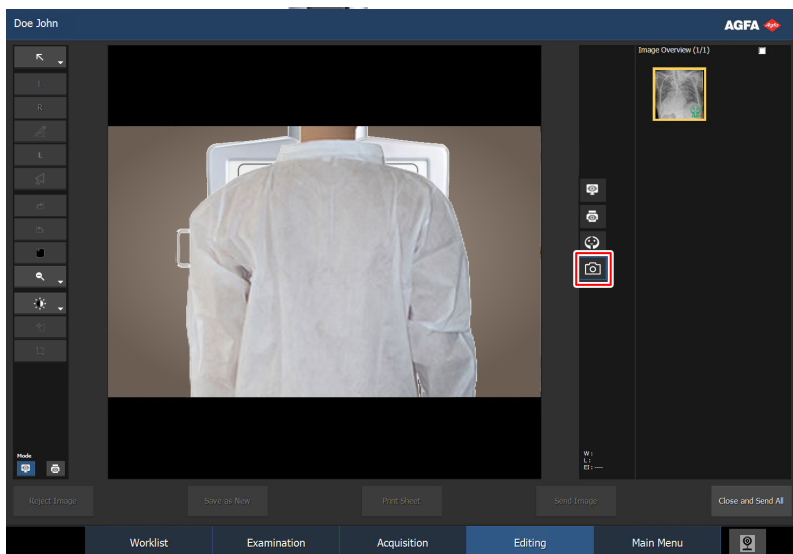 Doe John
AGFA
Image Overview (1/1)
R
L
Mode
W :
L :
EI : ---
Reject Image
Save as New
Print Sheet
Send Image
Close and Send All
Worklist
Examination
Acquisition
Editing
Main Menu